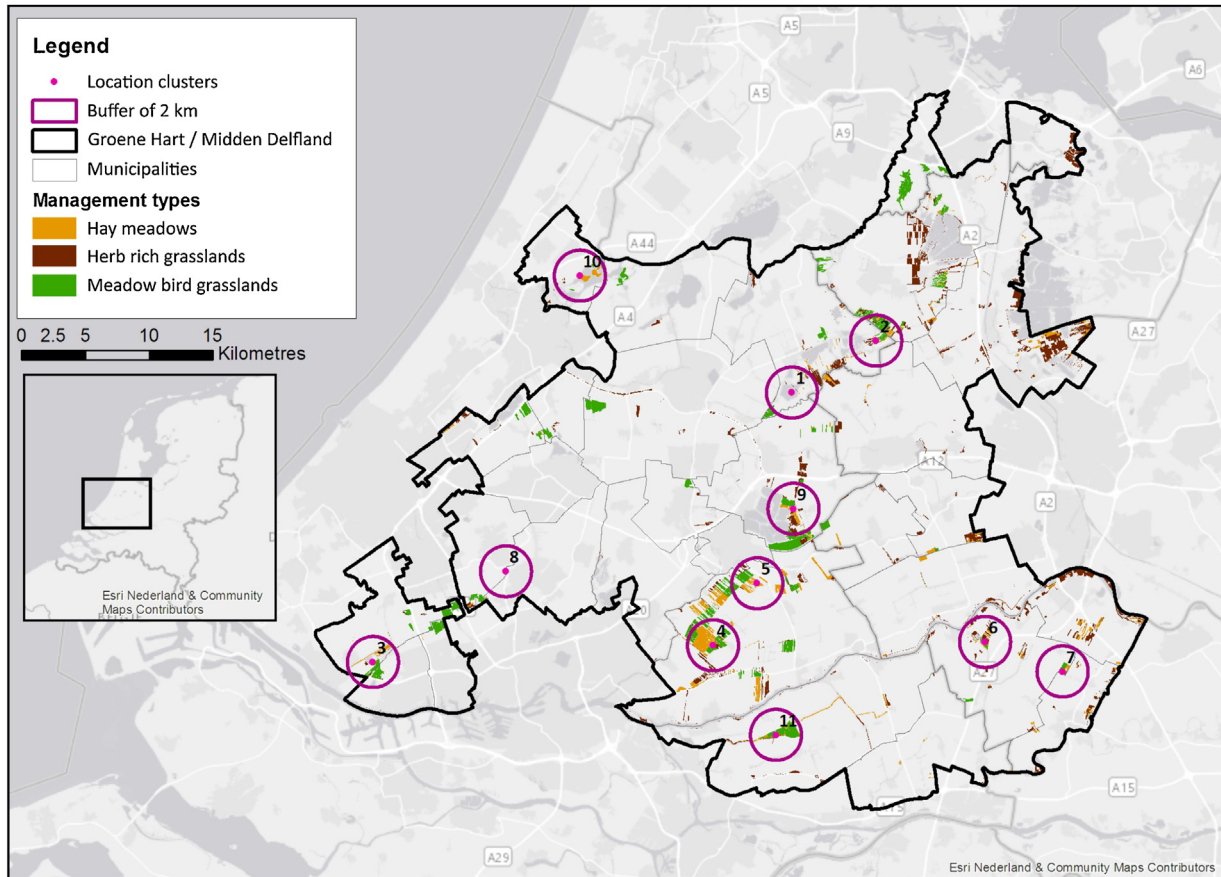 Legend
Location clusters
Buffer of 2 km
Groene Hart / Midden Delfland
Municipalities
Management types
Hay meadows
Herb rich grasslands
Meadow bird grasslands
0 2.5 5 10 15
Kilometres
Esri Nederland & Community
Maps Contributors
A5
A6
A5
A9
A44
A2
10
A4
2
A27
1
A12
A2
9
8
5
6
4
3
7
A27
11
A15
A15
A29
Esri Nederland & Community Maps Contributors